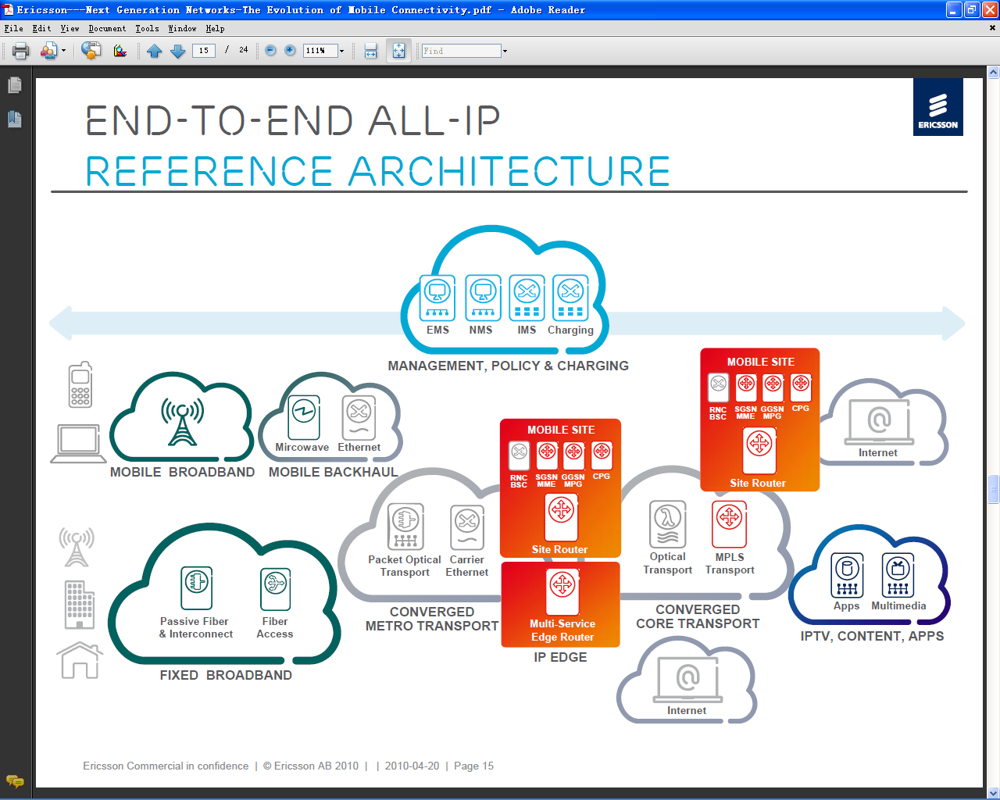 Ericsson---Next Generation Networks-The Evolution of Mobile Connectivity.pdf - Adobe Reader
File Edit View Document Tools Window Help
15 / 24 111% Find
END-TO-END ALL-IP
REFERENCE ARCHITECTURE
ERICSSON
EMS NMS IMS Charging
MANAGEMENT, POLICY & CHARGING
MOBILE SITE
RNC BSC
SGSN MME
GGSN MPG
CPG
Site Router
Internet
Mircowave Ethernet
MOBILE BROADBAND
MOBILE BACKHAUL
MOBILE SITE
RNC BSC
SGSN MME
GGSN MPG
CPG
Site Router
Packet Optical
Transport
Carrier
Ethernet
CONVERGED
METRO TRANSPORT
Multi-Service
Edge Router
IP EDGE
Optical
Transport
MPLS
Transport
CONVERGED
CORE TRANSPORT
Apps Multimedia
IPTV, CONTENT, APPS
Passive Fiber
& Interconnect
Fiber
Access
FIXED BROADBAND
@
Internet
Ericsson Commercial in confidence | © Ericsson AB 2010 | | 2010-04-20 | Page 15